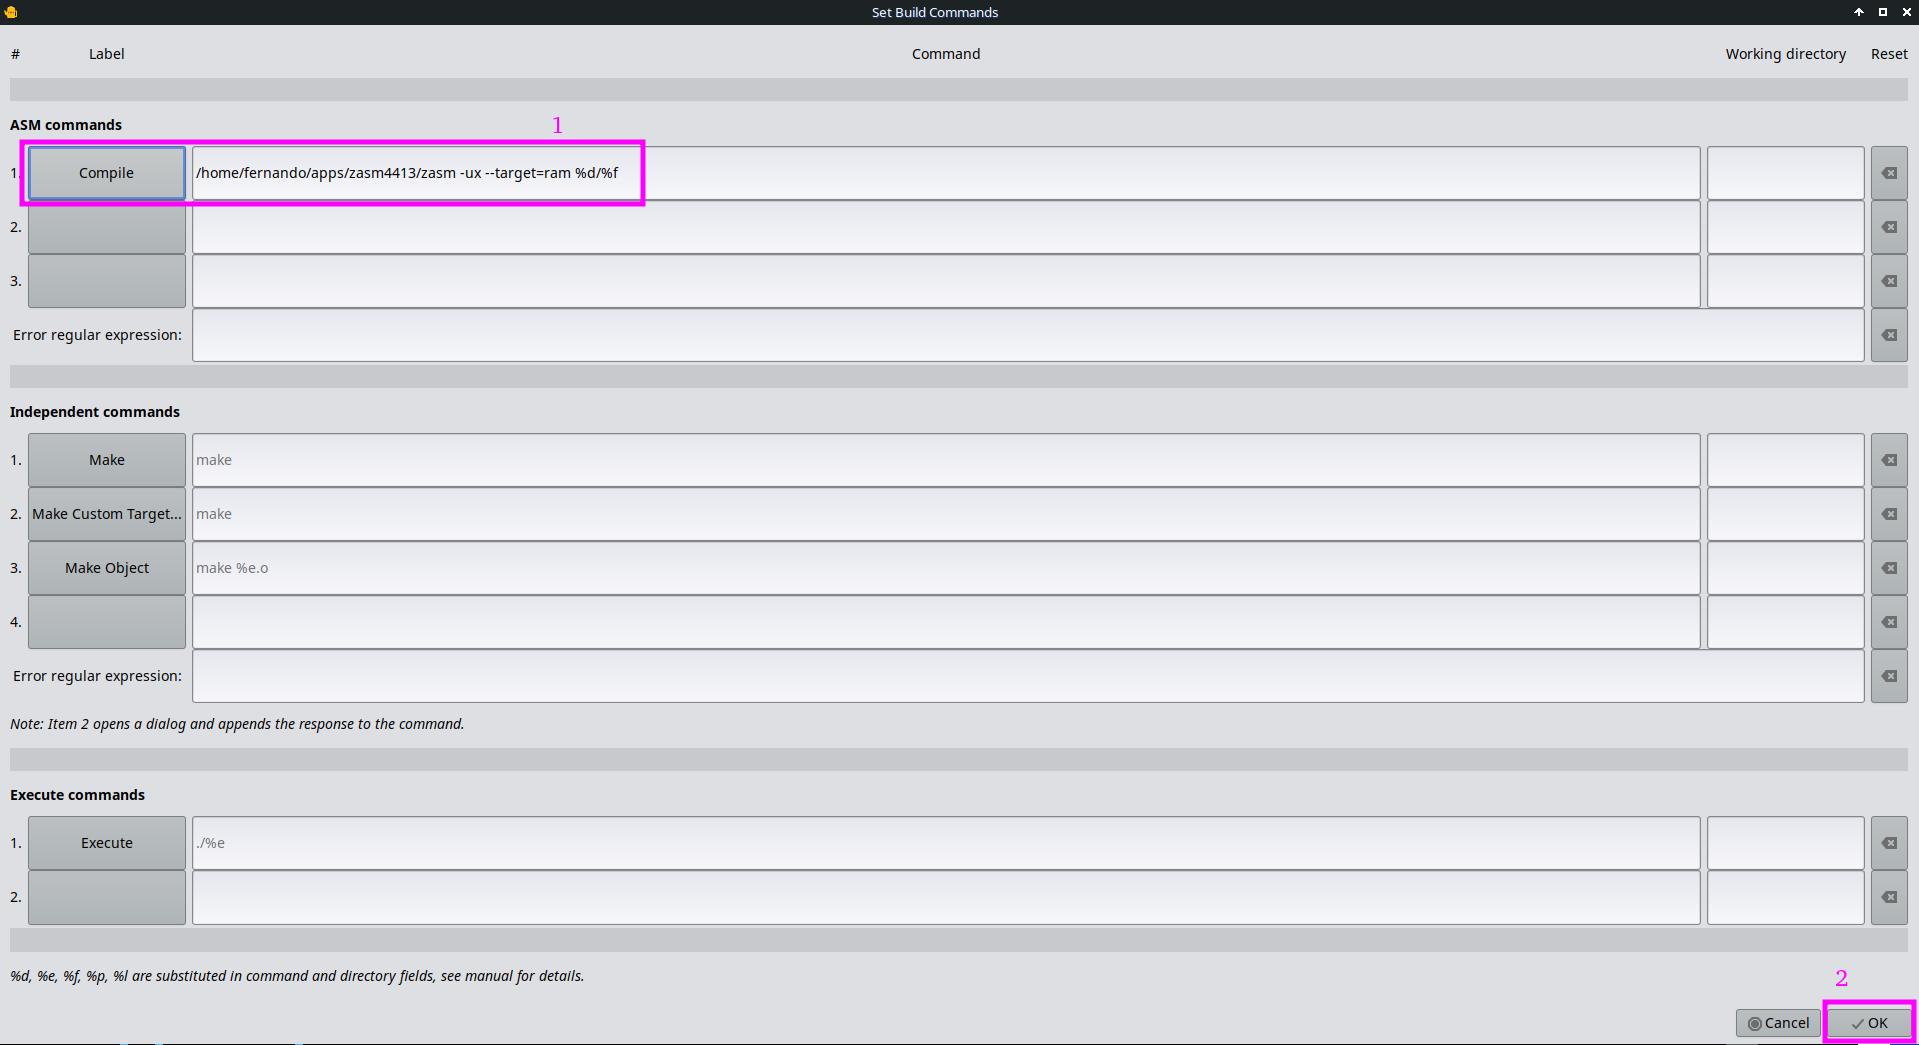 Set Build Commands
# Label Command Working directory Reset
1
ASM commands
1. Compile /home/fernando/apps/zasm4413/zasm -ux --target=ram %d/%f
2.
3.
Error regular expression:
Independent commands
1. Make make
2. Make Custom Target... make
3. Make Object make %e.o
4.
Error regular expression:
Note: Item 2 opens a dialog and appends the response to the command.
Execute commands
1. Execute ./%e
2.
%d, %e, %f, %p, %l are substituted in command and directory fields, see manual for details.
2
Cancel OK